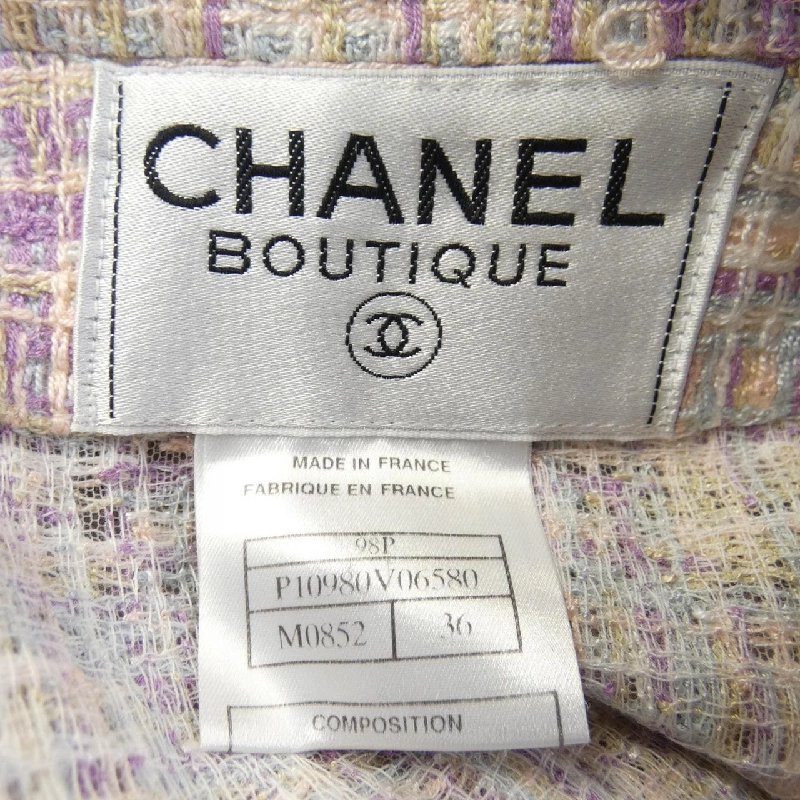 CHANEL
BOUTIQUE
MADE IN FRANCE
FABRIQUE EN FRANCE
98P
P10980V06580
M0852 36
COMPOSITION